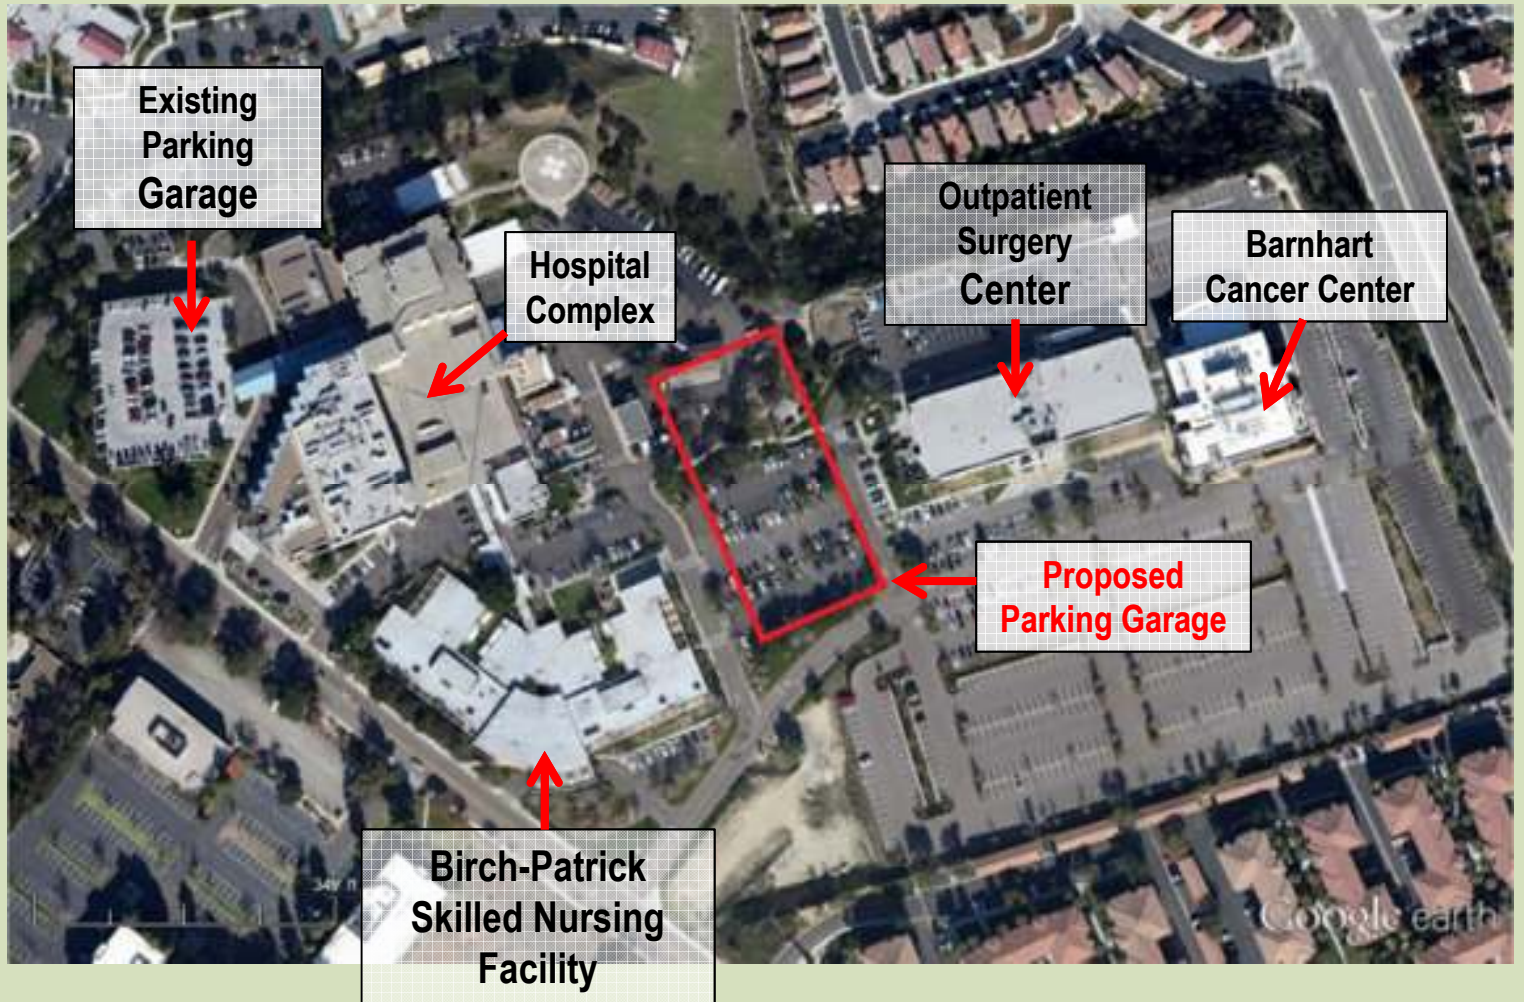 Existing
Parking
Garage
Hospital
Complex
Outpatient
Surgery
Center
Barnhart
Cancer Center
Proposed
Parking Garage
Birch-Patrick
Skilled Nursing
Facility
Google earth